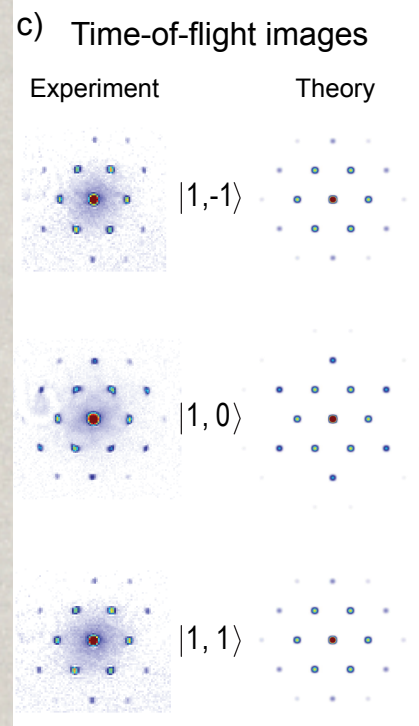 c) Time-of-flight images
Experiment Theory
|1,-1⟩
|1, 0⟩
|1, 1⟩